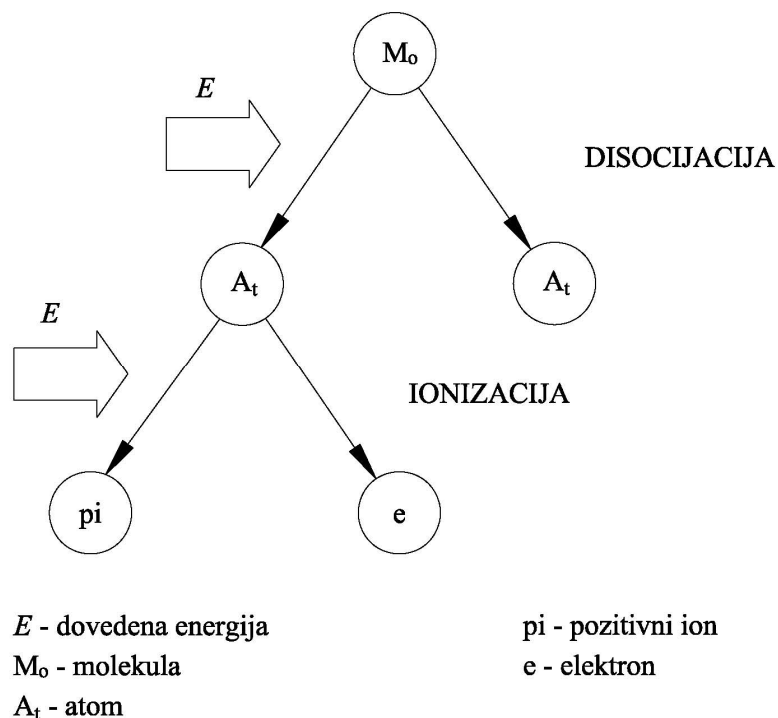 Mₒ
E
DISOCIJACIJA
Aₜ
Aₜ
E
IONIZACIJA
pi
e
E - dovedena energija
Mₒ - molekula
Aₜ - atom
pi - pozitivni ion
e - elektron